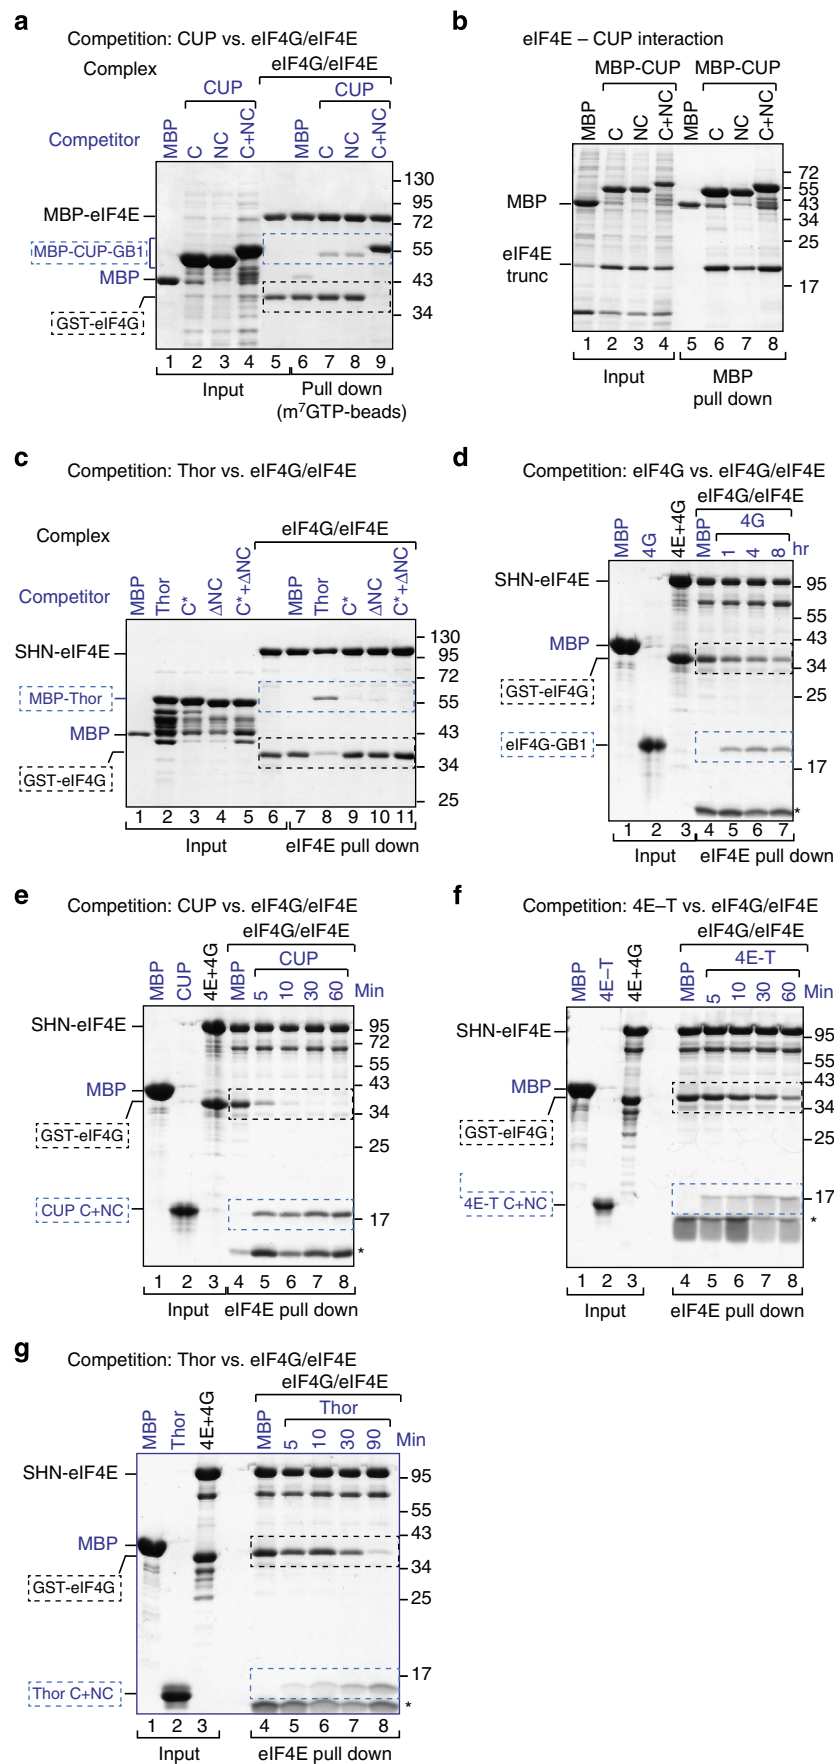 a
Competition: CUP vs. eIF4G/eIF4E
Complex
eIF4G/eIF4E
CUP
CUP
Competitor
MBP
C
NC
C+NC
MBP
C
NC
C+NC
130
95
72
55
43
34
MBP-eIF4E
MBP-CUP-GB1
MBP
GST-eIF4G
1 2 3 4 5 6 7 8 9
Input
Pull down
(m⁷GTP-beads)
b
eIF4E – CUP interaction
MBP-CUP
MBP-CUP
MBP
C
NC
C+NC
MBP
C
NC
C+NC
72
55
43
34
25
17
MBP
eIF4E
trunc
1 2 3 4 5 6 7 8
Input
MBP
pull down
c
Competition: Thor vs. eIF4G/eIF4E
Complex
eIF4G/eIF4E
Competitor
MBP
Thor
C*
ΔNC
C*+ΔNC
MBP
Thor
C*
ΔNC
C*+ΔNC
SHN-eIF4E
MBP-Thor
MBP
GST-eIF4G
130
95
72
55
43
34
25
1 2 3 4 5 6 7 8 9 10 11
Input
eIF4E pull down
d
Competition: eIF4G vs. eIF4G/eIF4E
eIF4G/eIF4E
4G
MBP
4G
4E+4G
MBP
1
4
8
hr
SHN-eIF4E
MBP
GST-eIF4G
eIF4G-GB1
95
72
55
43
34
25
17
*
1 2 3 4 5 6 7
Input
eIF4E pull down
e
Competition: CUP vs. eIF4G/eIF4E
eIF4G/eIF4E
CUP
MBP
CUP
4E+4G
MBP
5
10
30
60
Min
SHN-eIF4E
MBP
GST-eIF4G
CUP C+NC
95
72
55
43
34
25
17
*
1 2 3 4 5 6 7 8
Input
eIF4E pull down
f
Competition: 4E–T vs. eIF4G/eIF4E
eIF4G/eIF4E
4E-T
MBP
4E–T
4E+4G
MBP
5
10
30
60
Min
SHN-eIF4E
MBP
GST-eIF4G
4E-T C+NC
95
55
43
34
25
17
*
1 2 3 4 5 6 7 8
Input
eIF4E pull down
g
Competition: Thor vs. eIF4G/eIF4E
eIF4G/eIF4E
Thor
MBP
Thor
4E+4G
MBP
5
10
30
90
Min
SHN-eIF4E
MBP
GST-eIF4G
Thor C+NC
95
55
43
34
25
17
*
1 2 3 4 5 6 7 8
Input
eIF4E pull down